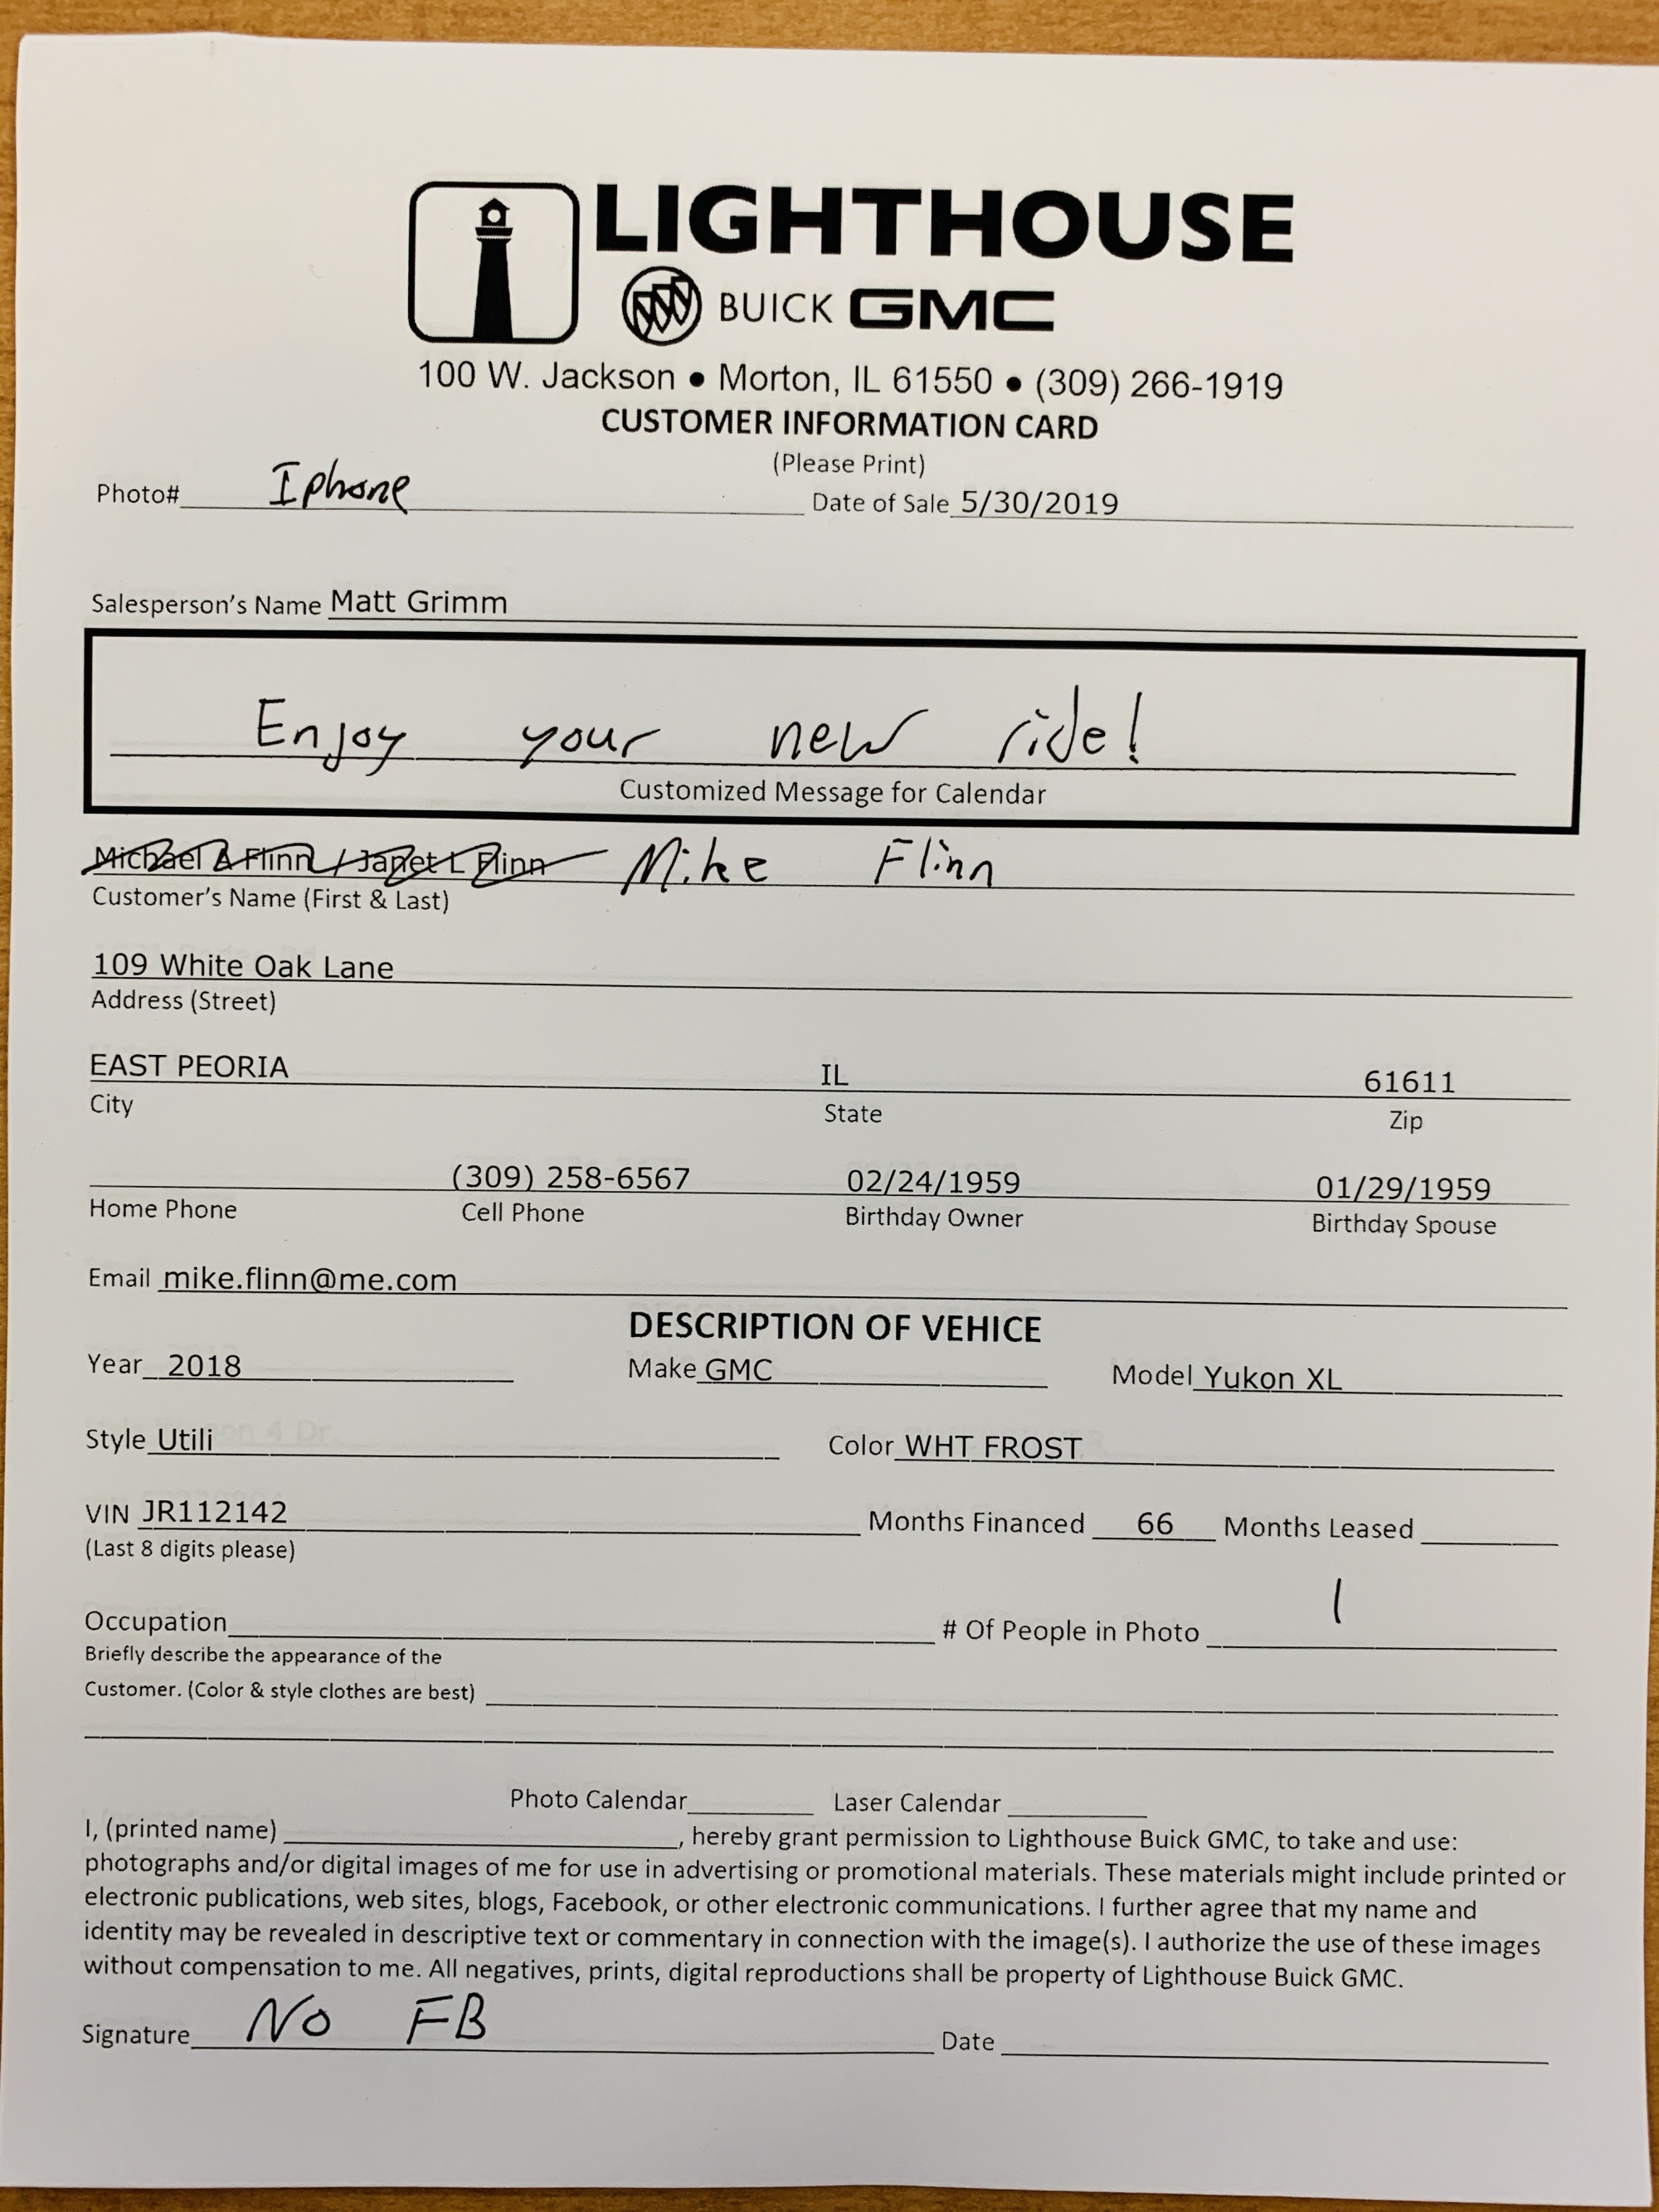 LIGHTHOUSE
BUICK GMC
100 W. Jackson • Morton, IL 61550 • (309) 266-1919
CUSTOMER INFORMATION CARD
(Please Print)
Photo# Iphone Date of Sale 5/30/2019
Salesperson's Name Matt Grimm
Enjoy your new ride!
Customized Message for Calendar
Michael A Flinn / Janet L Flinn Mike Flinn
Customer's Name (First & Last)
109 White Oak Lane
Address (Street)
EAST PEORIA IL 61611
City State Zip
(309) 258-6567 02/24/1959 01/29/1959
Home Phone Cell Phone Birthday Owner Birthday Spouse
Email mike.flinn@me.com
DESCRIPTION OF VEHICE
Year 2018 Make GMC Model Yukon XL
Style Utili Color WHT FROST
VIN JR112142 Months Financed 66 Months Leased
(Last 8 digits please)
Occupation # Of People in Photo 1
Briefly describe the appearance of the
Customer. (Color & style clothes are best)
Photo Calendar Laser Calendar
I, (printed name) , hereby grant permission to Lighthouse Buick GMC, to take and use:
photographs and/or digital images of me for use in advertising or promotional materials. These materials might include printed or
electronic publications, web sites, blogs, Facebook, or other electronic communications. I further agree that my name and
identity may be revealed in descriptive text or commentary in connection with the image(s). I authorize the use of these images
without compensation to me. All negatives, prints, digital reproductions shall be property of Lighthouse Buick GMC.
Signature No FB Date